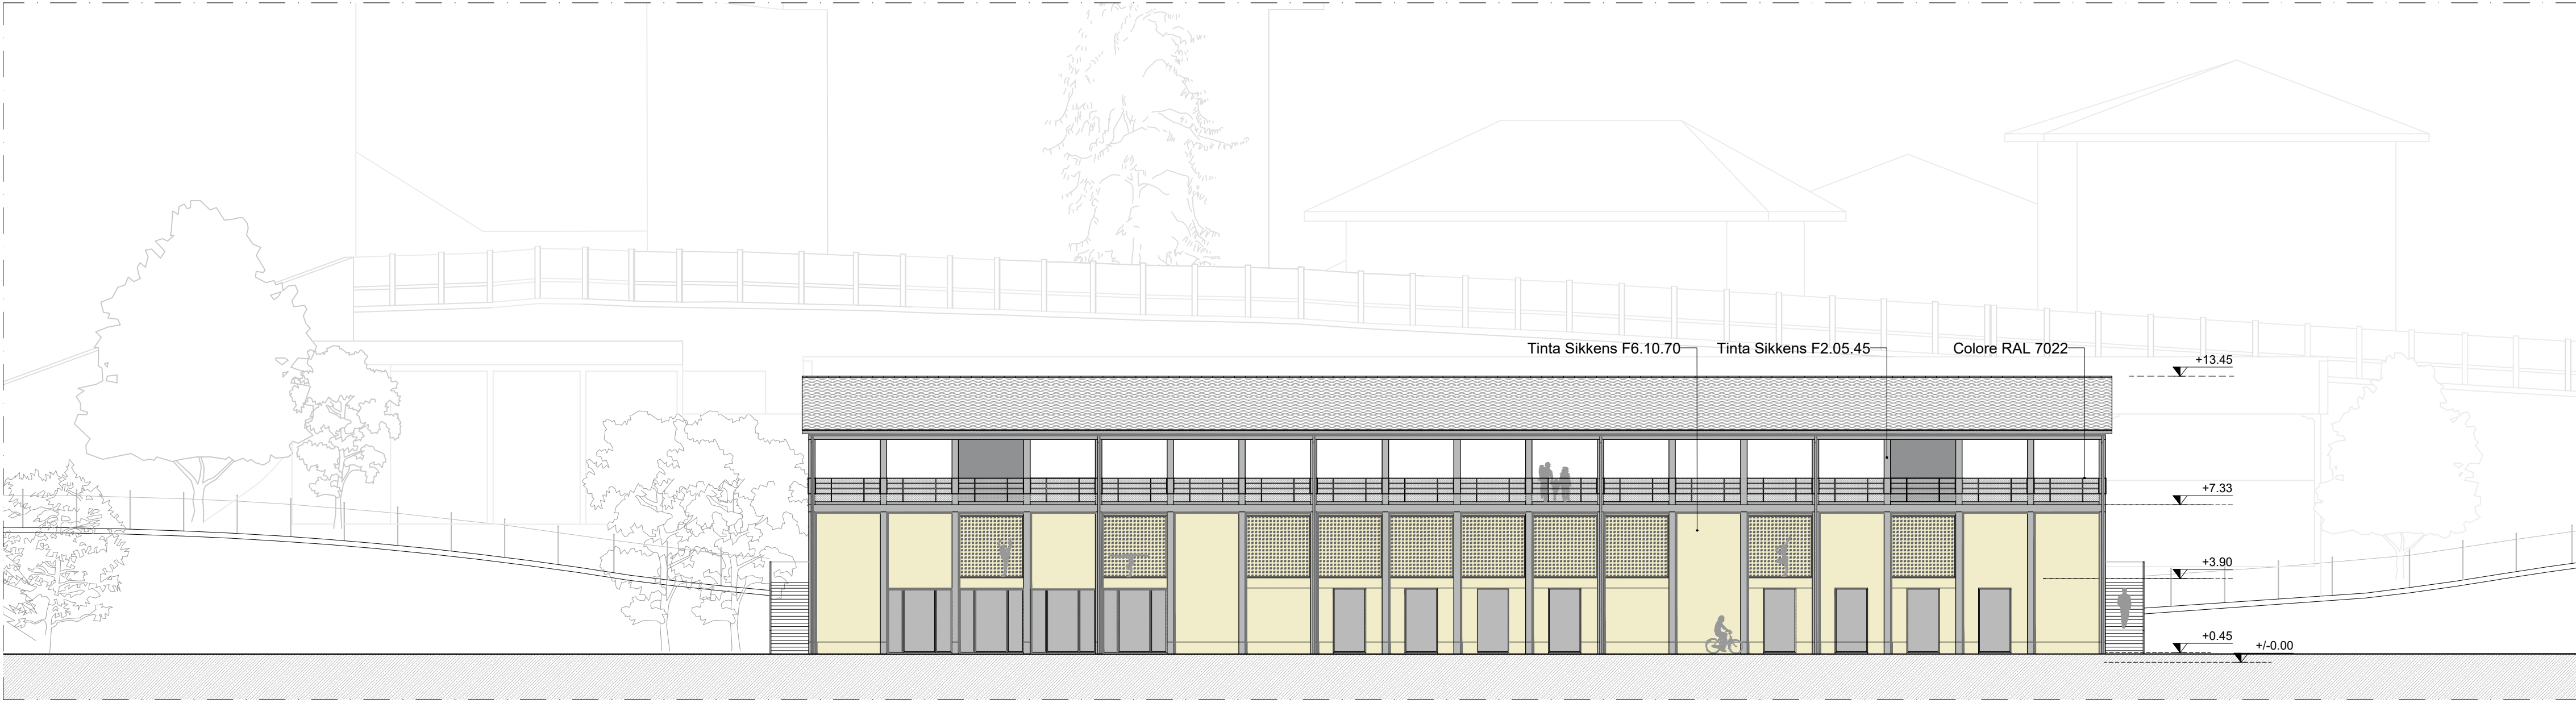 Tinta Sikkens F6.10.70
Tinta Sikkens F2.05.45
Colore RAL 7022
+13.45
+7.33
+3.90
+0.45
+/-0.00